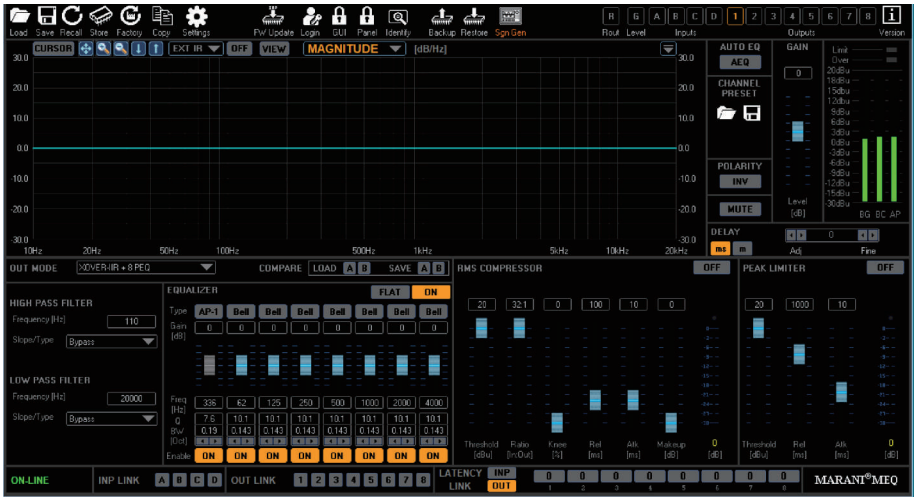 Load Save Recall Store Factory Copy Settings FW Update Login GUI Panel Identify Backup Restore Sgn Gen Rout Level Inputs Outputs Version
R G A B C D 1 2 3 4 5 6 7 8 i
CURSOR EXT IR OFF VIEW MAGNITUDE [dB/Hz]
30.0 30.0
20.0 20.0
10.0 10.0
0.0 0.0
-10.0 -10.0
-20.0 -20.0
-30.0 -30.0
10Hz 20Hz 50Hz 100Hz 500Hz 1kHz 5kHz 10kHz 20kHz
AUTO EQ
AEQ
CHANNEL
PRESET
POLARITY
INV
MUTE
GAIN
0
Level
[dB]
Limit
Over
20dBu
18dBu
15dbu
12dbu
9dBu
6dBu
3dBu
0dBu
-3dBu
-6dBu
-9dBu
-12dBu
-15dBu
-30dBu
BG BC AP
DELAY
ms m
0
Adj Fine
OUT MODE XOVER-IIR + 8 PEQ COMPARE LOAD A B SAVE A B
HIGH PASS FILTER
Frequency [Hz] 110
Slope/Type Bypass
LOW PASS FILTER
Frequency [Hz] 20000
Slope/Type Bypass
EQUALIZER FLAT ON
Type AP-1 Bell Bell Bell Bell Bell Bell Bell
Gain 0 0 0 0 0 0 0 0
[dB]
Freq 336 62 125 250 500 1000 2000 4000
[Hz]
Q 7.6 10.1 10.1 10.1 10.1 10.1 10.1 10.1
BW 0.19 0.143 0.143 0.143 0.143 0.143 0.143 0.143
[Oct]
Enable ON ON ON ON ON ON ON ON
RMS COMPRESSOR OFF
20 32:1 0 100 10 0
Threshold Ratio Knee Rel Atk Makeup 0
[dBu] [In:Out] [%] [ms] [ms] [dB] [dB]
PEAK LIMITER OFF
20 1000 10
Threshold Rel Atk 0
[dBu] [ms] [ms] [dB]
ON-LINE INP LINK A B C D OUT LINK 1 2 3 4 5 6 7 8
LATENCY INP
LINK OUT
0 0 0 0 0 0 0 0
1 2 3 4 5 6 7 8
MARANI®MEQ